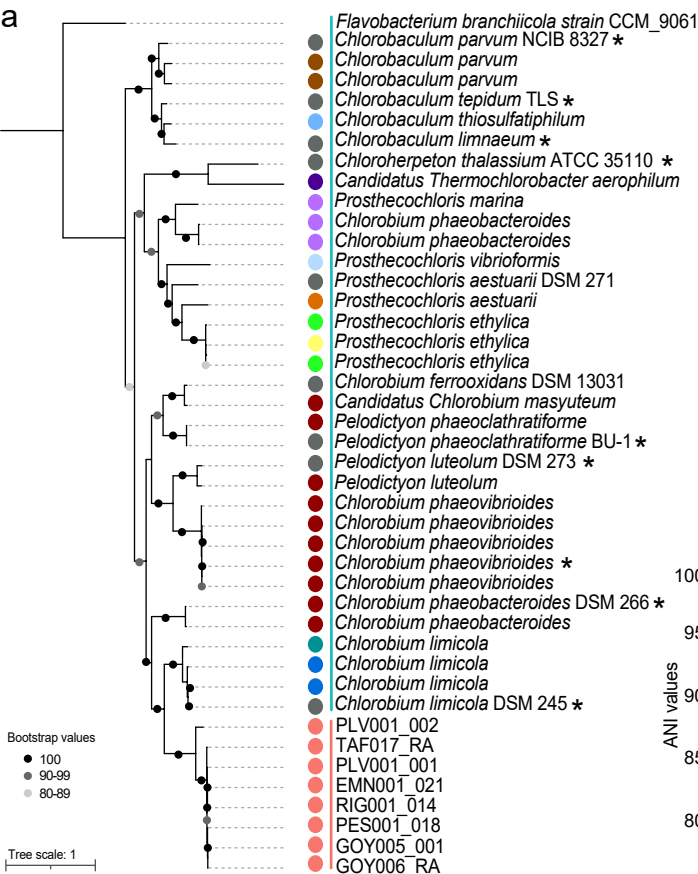 a
Flavobacterium branchiicola strain CCM_9061
Chlorobaculum parvum NCIB 8327 *
Chlorobaculum parvum
Chlorobaculum parvum
Chlorobaculum tepidum TLS *
Chlorobaculum thiosulfatiphilum
Chlorobaculum limnaeum *
Chloroherpeton thalassium ATCC 35110 *
Candidatus Thermochlorobacter aerophilum
Prosthecochloris marina
Chlorobium phaeobacteroides
Chlorobium phaeobacteroides
Prosthecochloris vibrioformis
Prosthecochloris aestuarii DSM 271
Prosthecochloris aestuarii
Prosthecochloris ethylica
Prosthecochloris ethylica
Prosthecochloris ethylica
Chlorobium ferrooxidans DSM 13031
Candidatus Chlorobium masyuteum
Pelodictyon phaeoclathratiforme
Pelodictyon phaeoclathratiforme BU-1 *
Pelodictyon luteolum DSM 273 *
Pelodictyon luteolum
Chlorobium phaeovibrioides
Chlorobium phaeovibrioides
Chlorobium phaeovibrioides
Chlorobium phaeovibrioides *
Chlorobium phaeovibrioides
Chlorobium phaeobacteroides DSM 266 *
Chlorobium phaeobacteroides
Chlorobium limicola
Chlorobium limicola
Chlorobium limicola
Chlorobium limicola DSM 245 *
PLV001_002
TAF017_RA
PLV001_001
EMN001_021
RIG001_014
PES001_018
GOY005_001
GOY006_RA
Bootstrap values
100
90-99
80-89
Tree scale: 1
ANI values
95
90
85